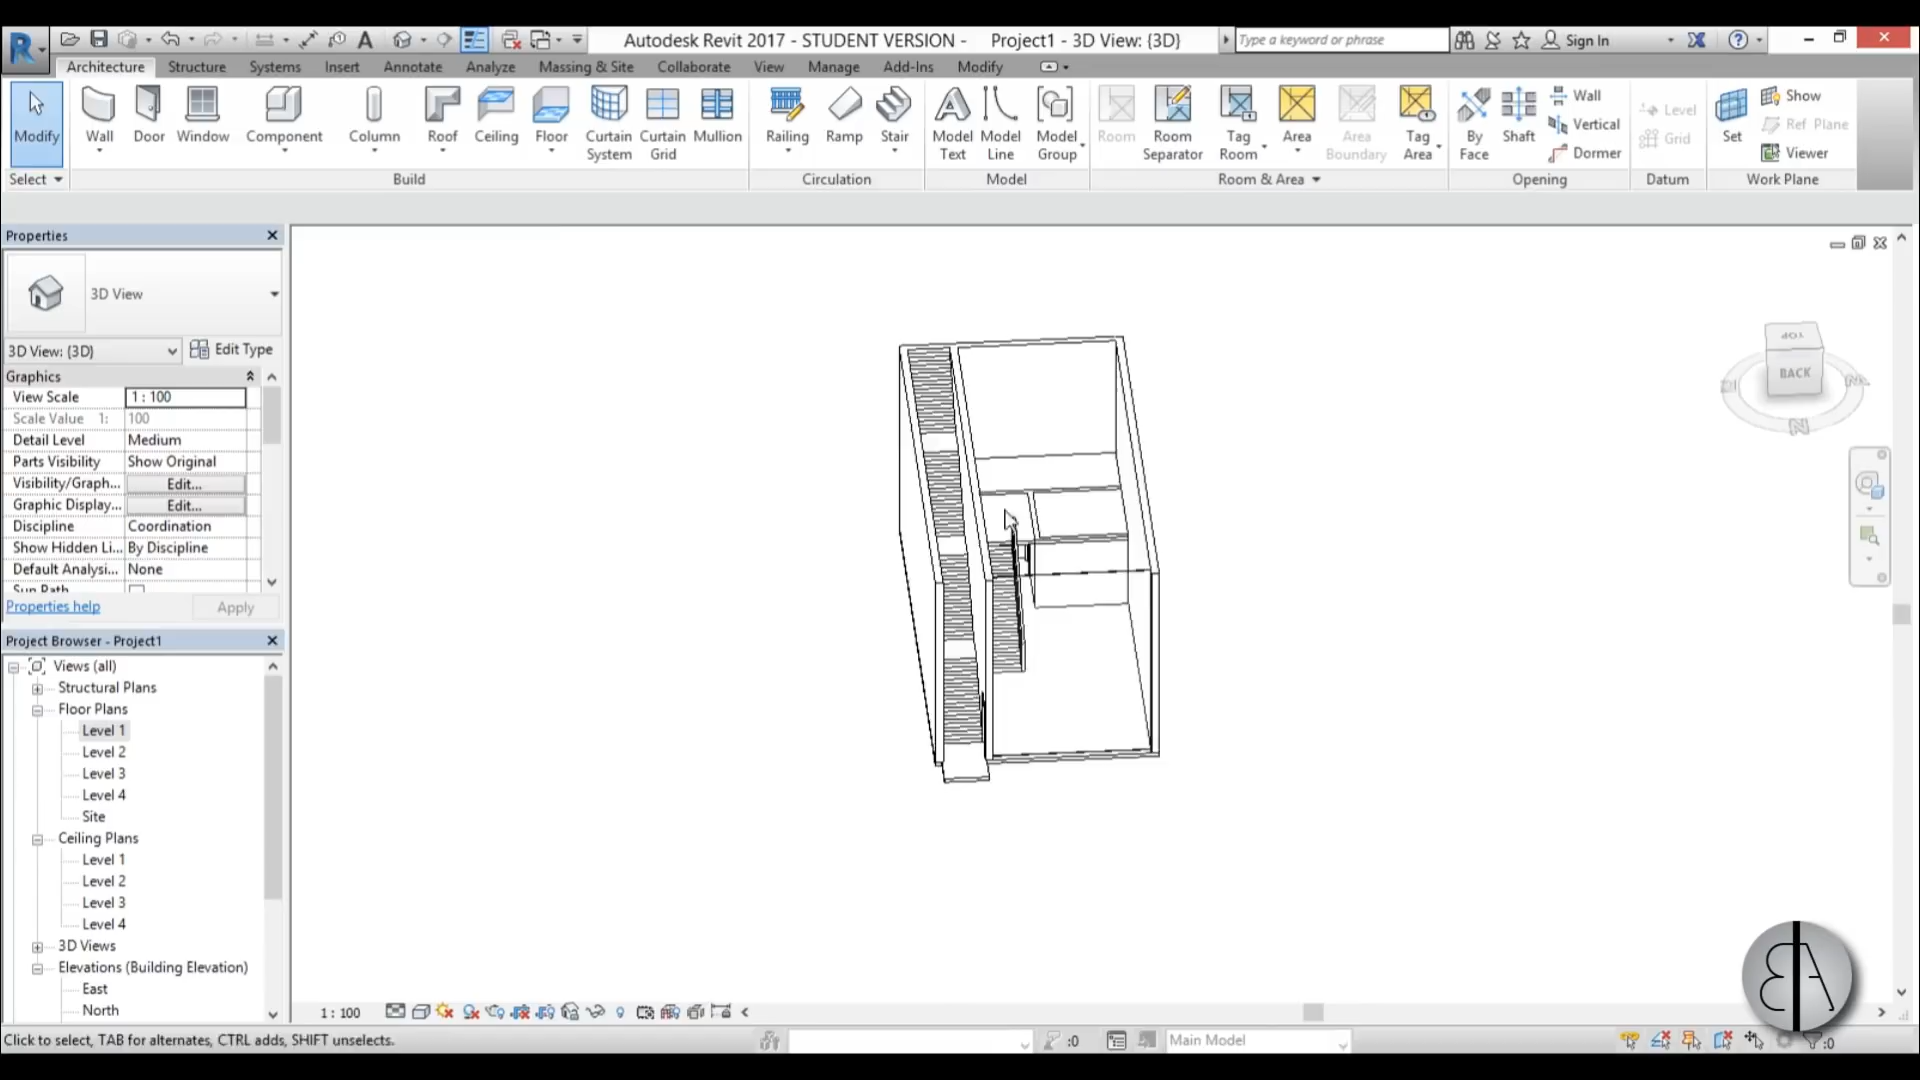 Autodesk Revit 2017 - STUDENT VERSION - Project1 - 3D View: {3D} Type a keyword or phrase Sign In
Architecture Structure Systems Insert Annotate Analyze Massing & Site Collaborate View Manage Add-Ins Modify
Modify Wall Door Window Component Column Roof Ceiling Floor Curtain System Curtain Grid Mullion Railing Ramp Stair Model Text Model Line Model Group Room Room Separator Tag Room Area Area Boundary Tag Area By Face Shaft Wall Vertical Dormer Level Grid Set Show Ref Plane Viewer
Select Build Circulation Model Room & Area Opening Datum Work Plane
Properties
3D View
3D View: {3D} Edit Type
Graphics
View Scale 1 : 100
Scale Value 1: 100
Detail Level Medium
Parts Visibility Show Original
Visibility/Graph... Edit...
Graphic Display... Edit...
Discipline Coordination
Show Hidden Li... By Discipline
Default Analysi... None
Sun Path
Properties help Apply
Project Browser - Project1
Views (all)
Structural Plans
Floor Plans
Level 1
Level 2
Level 3
Level 4
Site
Ceiling Plans
Level 1
Level 2
Level 3
Level 4
3D Views
Elevations (Building Elevation)
East
North
TOP
BACK
N
1 : 100
Click to select, TAB for alternates, CTRL adds, SHIFT unselects. :0 Main Model :0